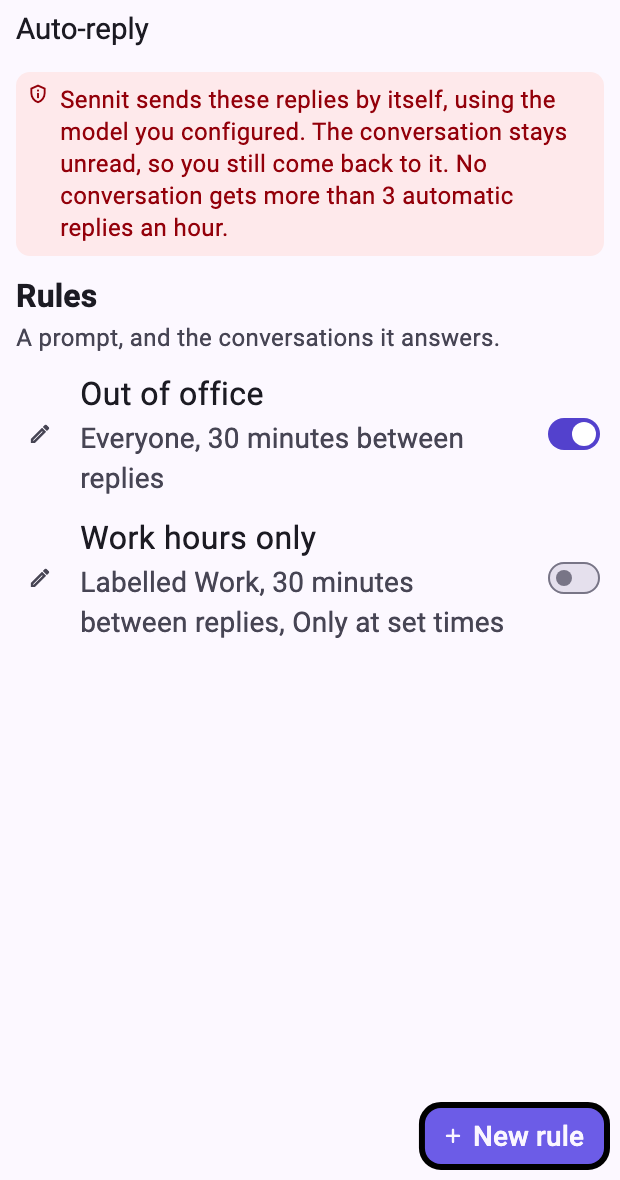 Auto-reply
Sennit sends these replies by itself, using the
model you configured. The conversation stays
unread, so you still come back to it. No
conversation gets more than 3 automatic
replies an hour.
Rules
A prompt, and the conversations it answers.
Out of office
Everyone, 30 minutes between
replies
Work hours only
Labelled Work, 30 minutes
between replies, Only at set times
+ New rule